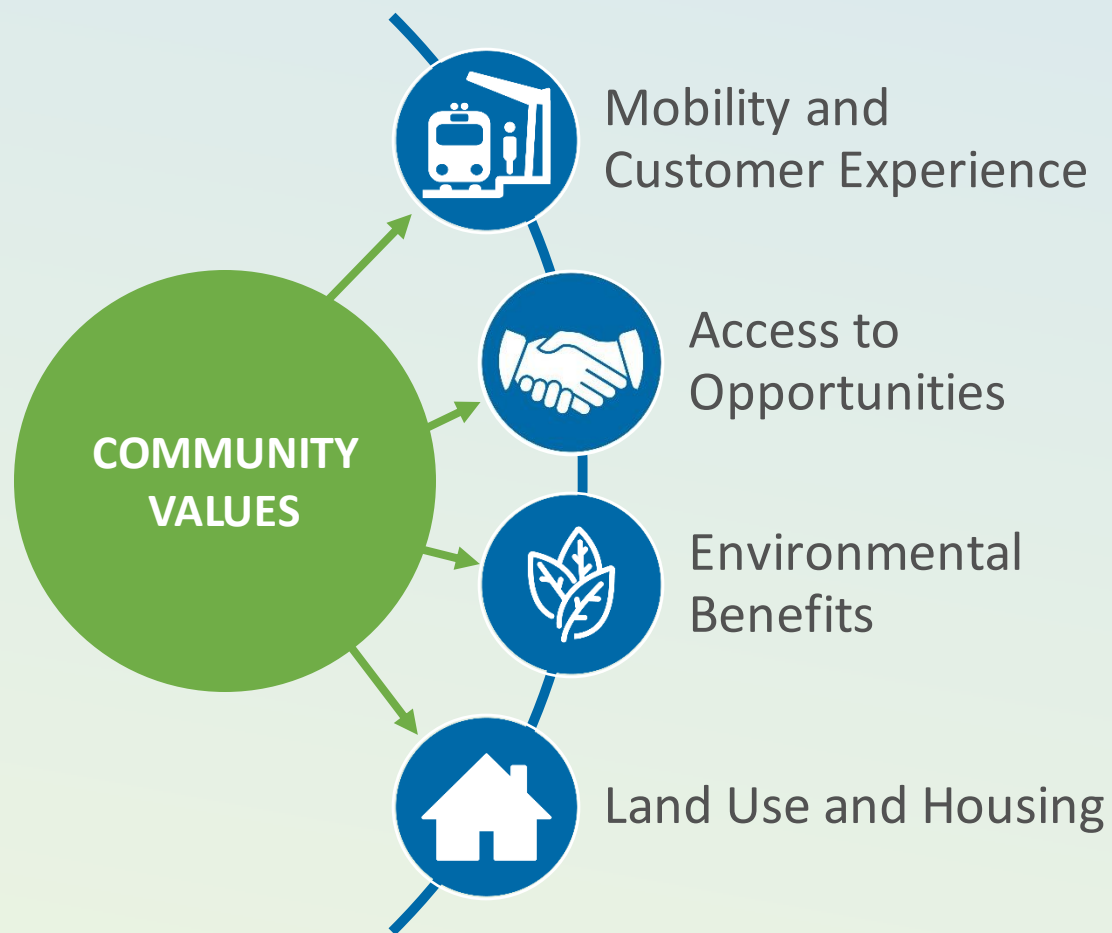 Mobility and
Customer Experience
Access to
Opportunities
COMMUNITY
VALUES
Environmental
Benefits
Land Use and Housing